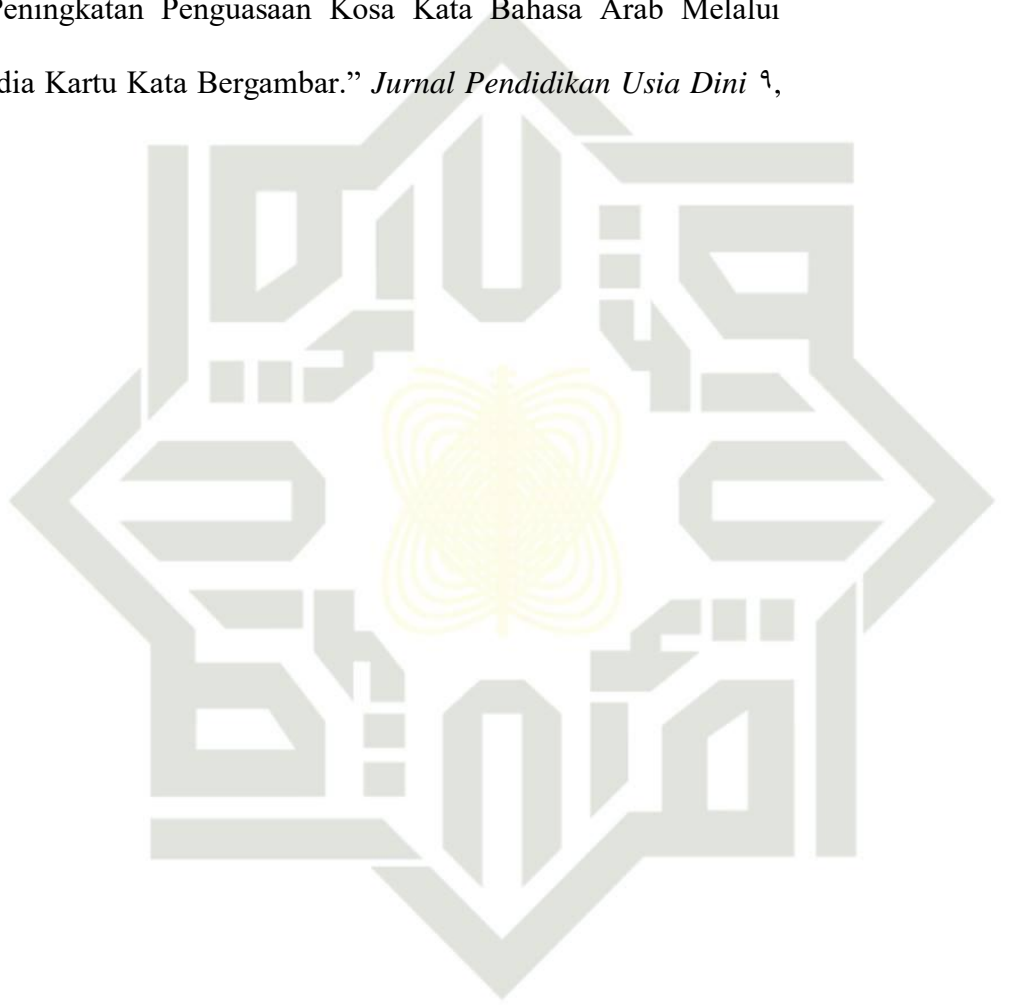 Peningkatan Penguasaan Kosa Kata Bahasa Arab Melalui
dia Kartu Kata Bergambar.” Jurnal Pendidikan Usia Dini ٩,